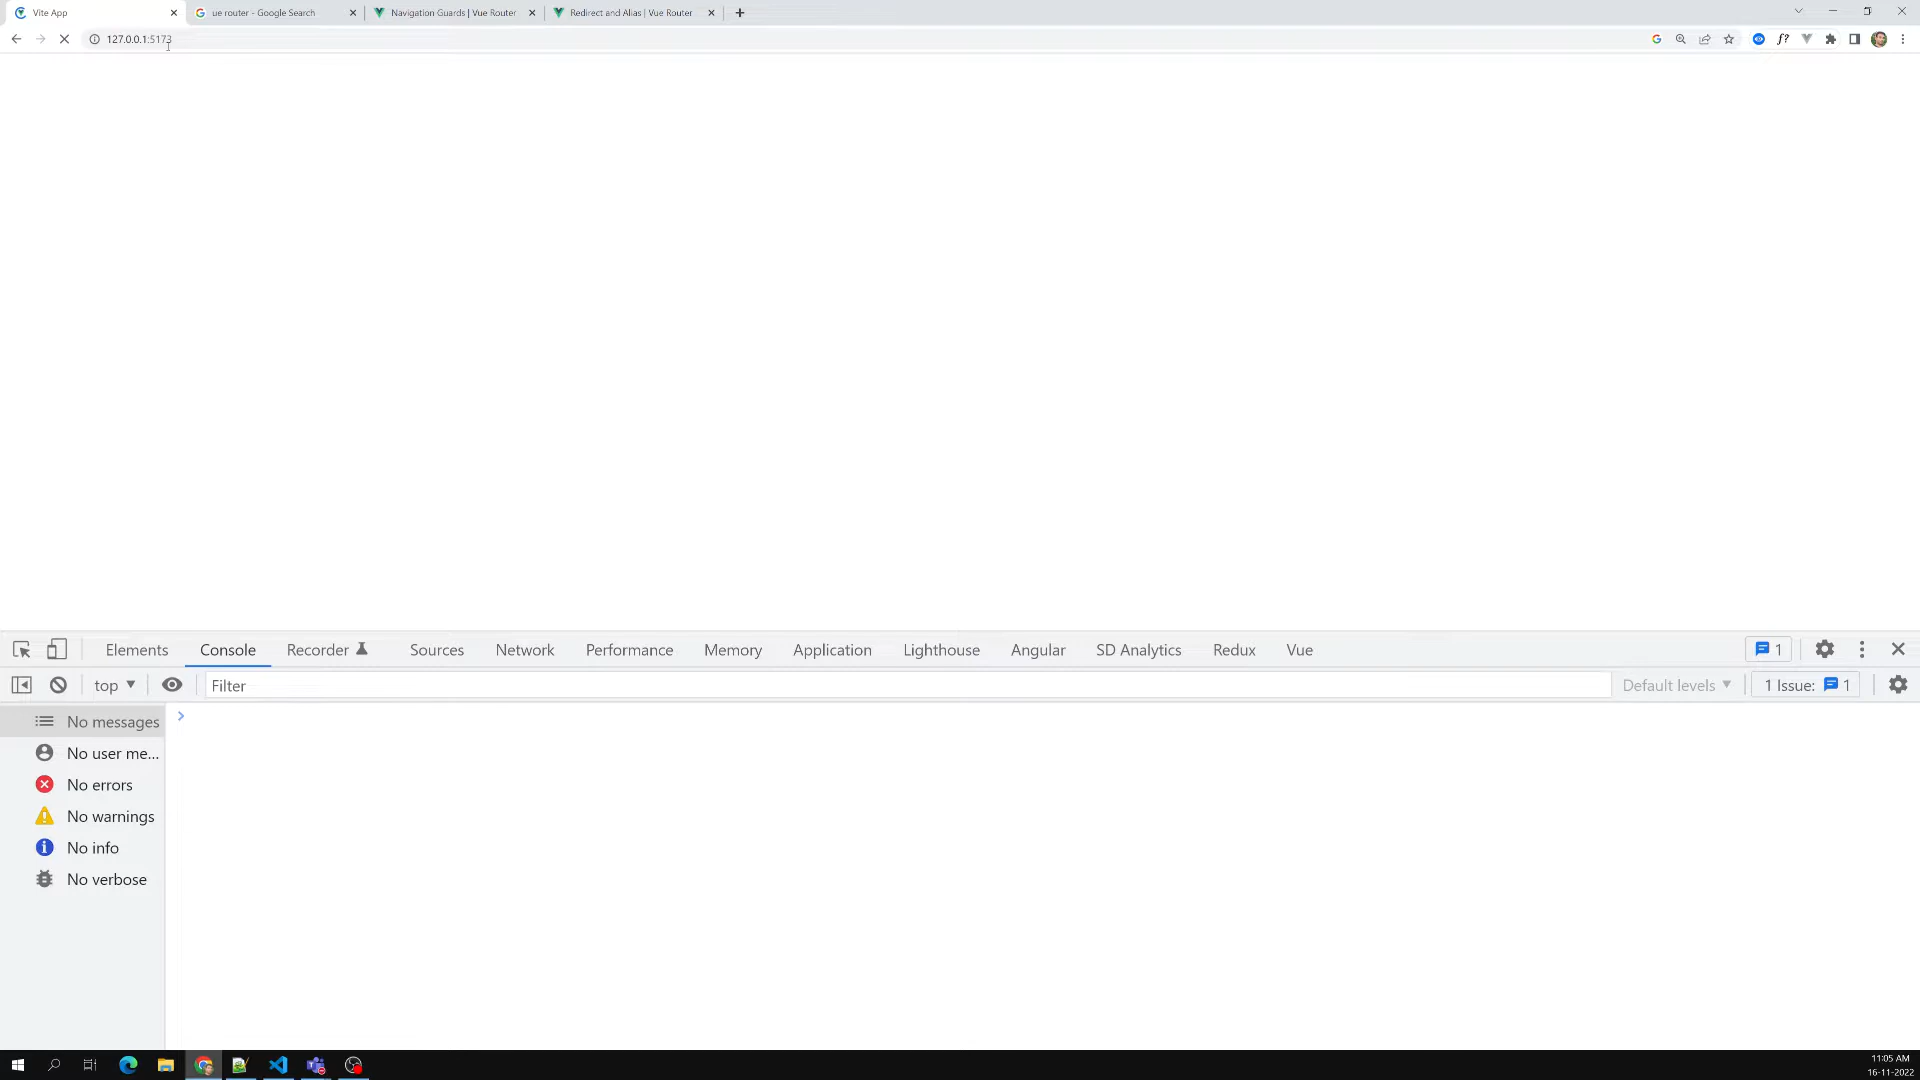 Vite App
ue router - Google Search
Navigation Guards | Vue Router
Redirect and Alias | Vue Router
127.0.0.1:5173
f?
Elements
Console
Recorder
Sources
Network
Performance
Memory
Application
Lighthouse
Angular
SD Analytics
Redux
Vue
1
top
Filter
Default levels
1 Issue:
1
No messages
No user me...
No errors
No warnings
No info
No verbose
11:05 AM
16-11-2022